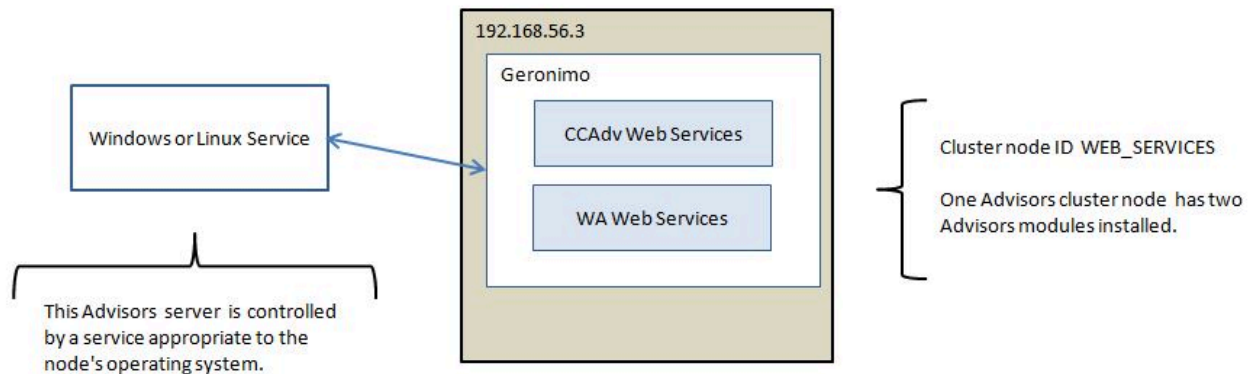 192.168.56.3
Geronimo
Windows or Linux Service
CCAdv Web Services
WA Web Services
Cluster node ID WEB_SERVICES
One Advisors cluster node has two
Advisors modules installed.
This Advisors server is controlled
by a service appropriate to the
node's operating system.